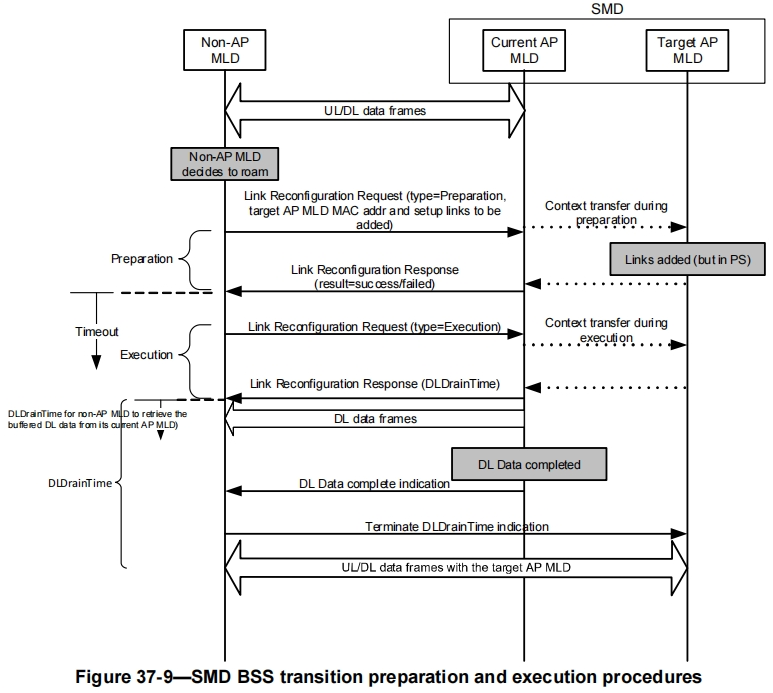 SMD
Non-AP
MLD
Current AP
MLD
Target AP
MLD
UL/DL data frames
Non-AP MLD
decides to roam
Link Reconfiguration Request (type=Preparation,
target AP MLD MAC addr and setup links to be
added)
Context transfer during
preparation
Links added (but in PS)
Preparation
Link Reconfiguration Response
(result=success/failed)
Timeout
Link Reconfiguration Request (type=Execution)
Context transfer during
execution
Execution
Link Reconfiguration Response (DLDrainTime)
DLDrainTime for non-AP MLD to retrieve the
buffered DL data from its current AP MLD)
DL data frames
DL Data completed
DLDrainTime
DL Data complete indication
Terminate DLDrainTime indication
UL/DL data frames with the target AP MLD
Figure 37-9—SMD BSS transition preparation and execution procedures